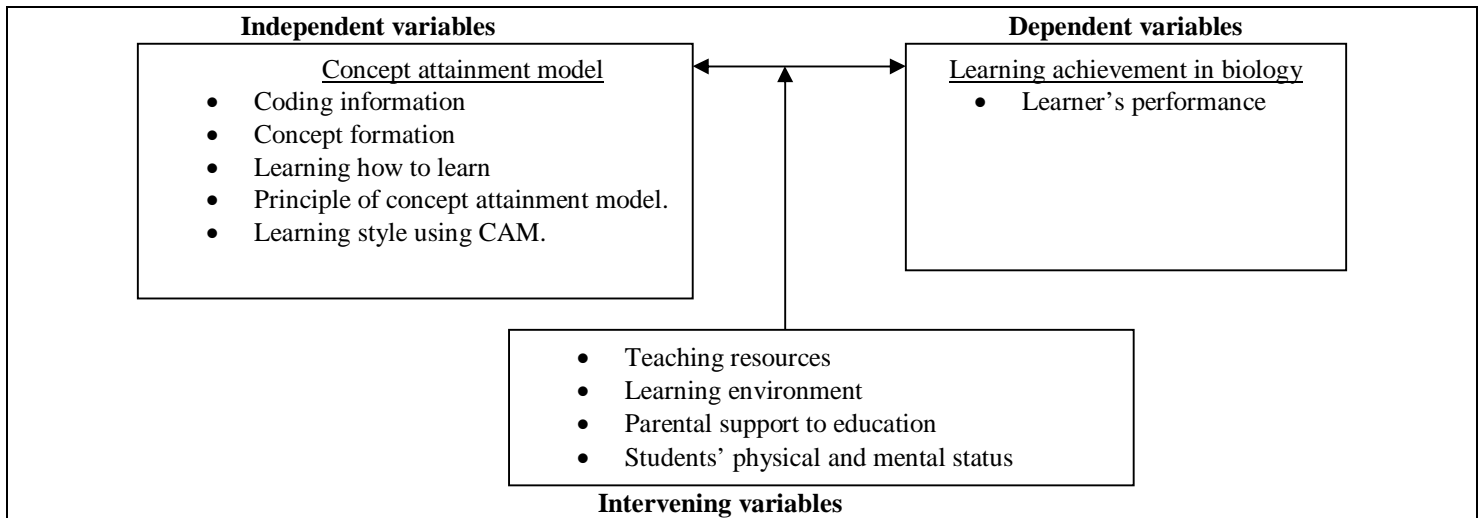 Independent variables
Concept attainment model
• Coding information
• Concept formation
• Learning how to learn
• Principle of concept attainment model.
• Learning style using CAM.
Dependent variables
Learning achievement in biology
• Learner’s performance
• Teaching resources
• Learning environment
• Parental support to education
• Students’ physical and mental status
Intervening variables